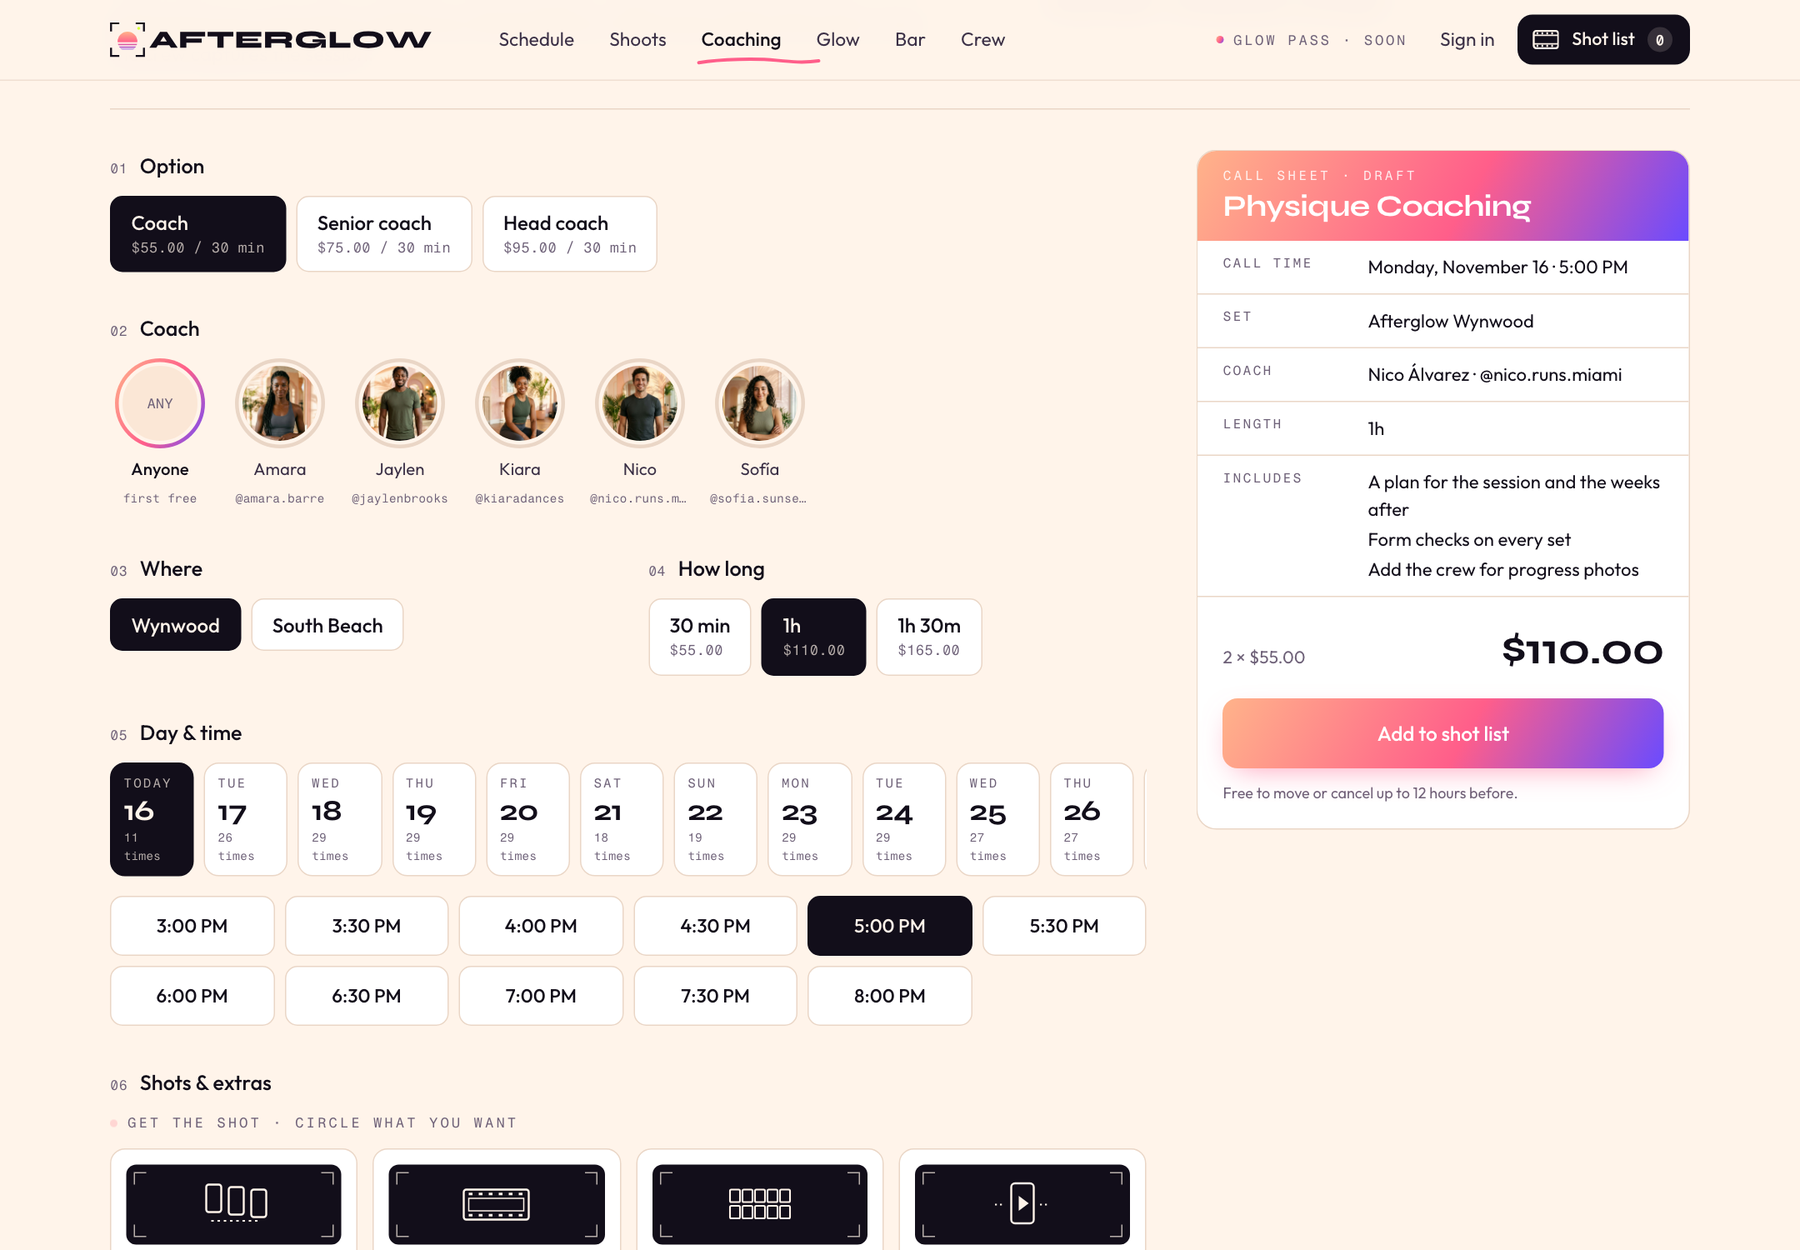 AFTERGLOW
Schedule
Shoots
Coaching
Glow
Bar
Crew
GLOW PASS · SOON
Sign in
Shot list 0
01 Option
Coach
$55.00 / 30 min
Senior coach
$75.00 / 30 min
Head coach
$95.00 / 30 min
02 Coach
ANY
Anyone
first free
Amara
@amara.barre
Jaylen
@jaylenbrooks
Kiara
@kiaradances
Nico
@nico.runs.m…
Sofía
@sofia.sunse…
03 Where
Wynwood
South Beach
04 How long
30 min
$55.00
1h
$110.00
1h 30m
$165.00
05 Day & time
TODAY
16
11
times
TUE
17
26
times
WED
18
29
times
THU
19
29
times
FRI
20
29
times
SAT
21
18
times
SUN
22
19
times
MON
23
29
times
TUE
24
29
times
WED
25
27
times
THU
26
27
times
3:00 PM
3:30 PM
4:00 PM
4:30 PM
5:00 PM
5:30 PM
6:00 PM
6:30 PM
7:00 PM
7:30 PM
8:00 PM
06 Shots & extras
GET THE SHOT · CIRCLE WHAT YOU WANT
CALL SHEET · DRAFT
Physique Coaching
CALL TIME
Monday, November 16 · 5:00 PM
SET
Afterglow Wynwood
COACH
Nico Álvarez · @nico.runs.miami
LENGTH
1h
INCLUDES
A plan for the session and the weeks
after
Form checks on every set
Add the crew for progress photos
2 × $55.00
$110.00
Add to shot list
Free to move or cancel up to 12 hours before.